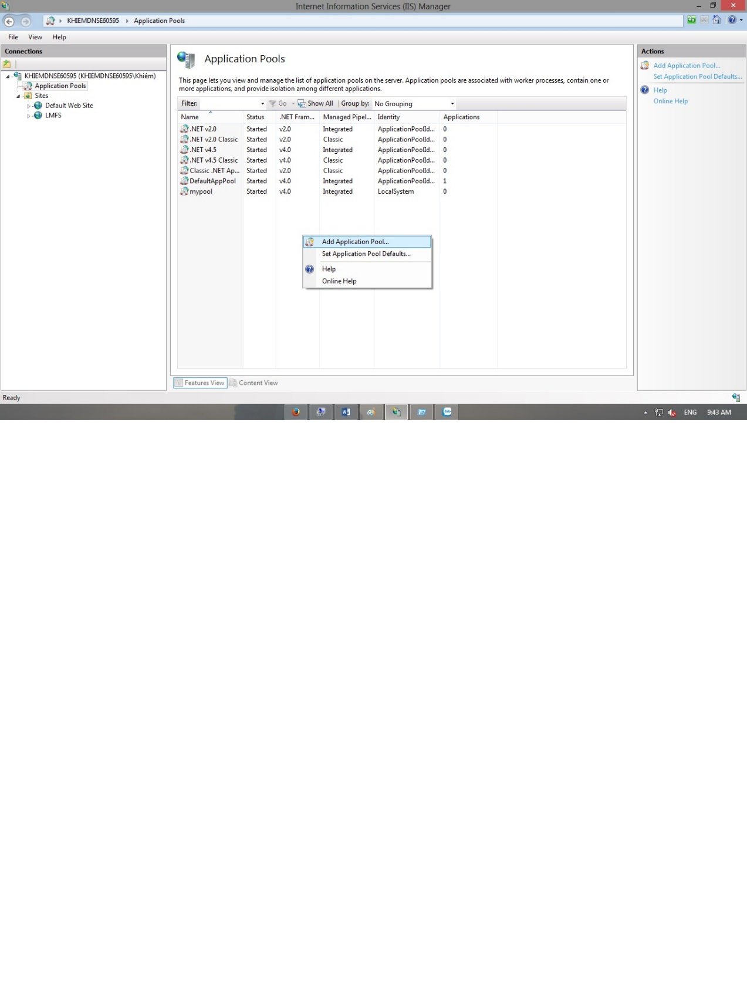 Internet Information Services (IIS) Manager
KHIEMDNSE60595
Application Pools
File View Help
Connections
KHIEMDNSE60595 (KHIEMDNSE60595\Khiêm)
Application Pools
Sites
Default Web Site
LMFS
Application Pools
This page lets you view and manage the list of application pools on the server. Application pools are associated with worker processes, contain one or
more applications, and provide isolation among different applications.
Filter: Go Show All Group by: No Grouping
Name Status .NET Fram... Managed Pipel... Identity Applications
.NET v2.0 Started v2.0 Integrated ApplicationPoolId... 0
.NET v2.0 Classic Started v2.0 Classic ApplicationPoolId... 0
.NET v4.5 Started v4.0 Integrated ApplicationPoolId... 0
.NET v4.5 Classic Started v4.0 Classic ApplicationPoolId... 0
Classic .NET Ap... Started v2.0 Classic ApplicationPoolId... 0
DefaultAppPool Started v4.0 Integrated ApplicationPoolId... 1
mypool Started v4.0 Integrated LocalSystem 0
Add Application Pool...
Set Application Pool Defaults...
Help
Online Help
Features View Content View
Actions
Add Application Pool...
Set Application Pool Defaults...
Help
Online Help
Ready
ENG 9:43 AM